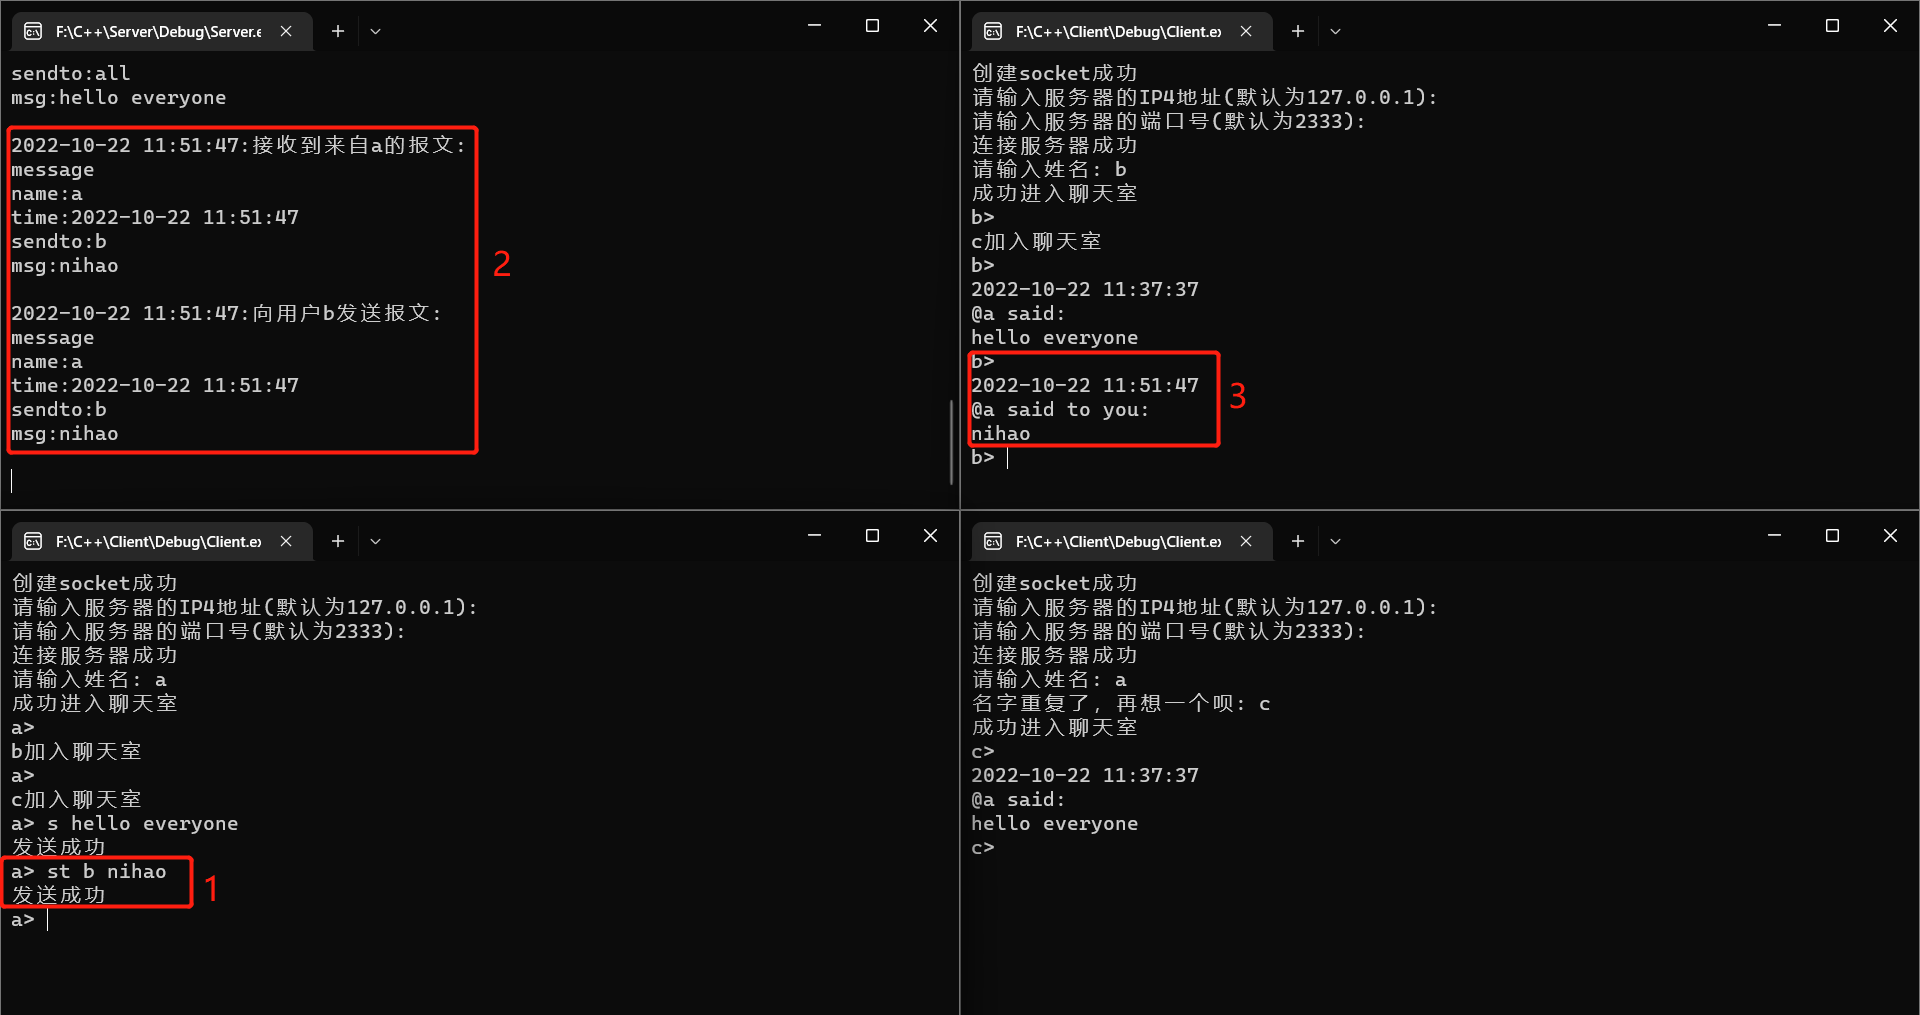 F:\C++\Server\Debug\Server.e
sendto:all
msg:hello everyone
2022-10-22 11:51:47:接收到来自a的报文:
message
name:a
time:2022-10-22 11:51:47
sendto:b
msg:nihao
2022-10-22 11:51:47:向用户b发送报文:
message
name:a
time:2022-10-22 11:51:47
sendto:b
msg:nihao
2
F:\C++\Client\Debug\Client.ex
创建socket成功
请输入服务器的IP4地址(默认为127.0.0.1):
请输入服务器的端口号(默认为2333):
连接服务器成功
请输入姓名: b
成功进入聊天室
b>
c加入聊天室
b>
2022-10-22 11:37:37
@a said:
hello everyone
b>
2022-10-22 11:51:47
@a said to you:
nihao
b>
3
F:\C++\Client\Debug\Client.ex
创建socket成功
请输入服务器的IP4地址(默认为127.0.0.1):
请输入服务器的端口号(默认为2333):
连接服务器成功
请输入姓名: a
成功进入聊天室
a>
b加入聊天室
a>
c加入聊天室
a> s hello everyone
发送成功
a> st b nihao
发送成功
a>
1
F:\C++\Client\Debug\Client.ex
创建socket成功
请输入服务器的IP4地址(默认为127.0.0.1):
请输入服务器的端口号(默认为2333):
连接服务器成功
请输入姓名: a
名字重复了, 再想一个呗: c
成功进入聊天室
c>
2022-10-22 11:37:37
@a said:
hello everyone
c>